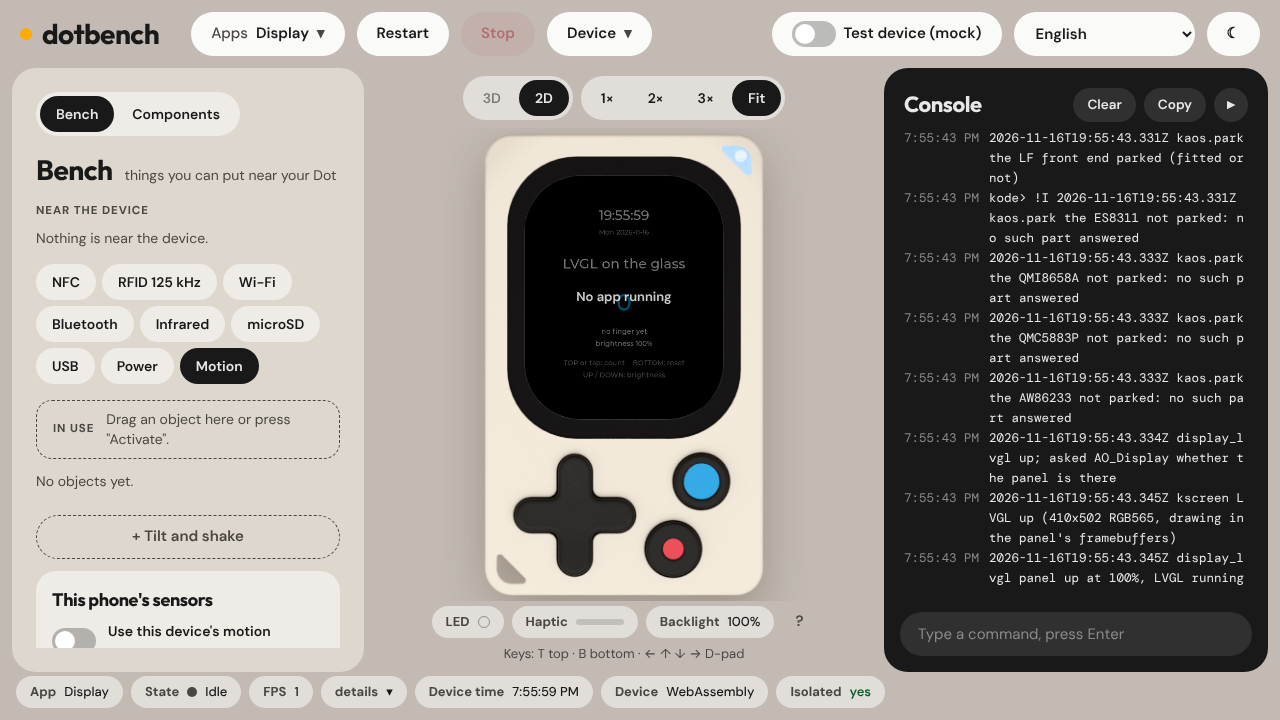 dotbench
Apps Display ▾
Restart
Stop
Device ▾
Test device (mock)
English
Bench
Components
Bench things you can put near your Dot
NEAR THE DEVICE
Nothing is near the device.
NFC
RFID 125 kHz
Wi-Fi
Bluetooth
Infrared
microSD
USB
Power
Motion
IN USE
Drag an object here or press
"Activate".
No objects yet.
+ Tilt and shake
This phone's sensors
Use this device's motion
3D
2D
1×
2×
3×
Fit
19:55:59
Mon 2026-11-16
LVGL on the glass
No app running
no finger yet
brightness 100%
TOP or tap: count BOTTOM: reset
UP / DOWN: brightness
LED
Haptic
Backlight 100%
?
Keys: T top · B bottom · ← ↑ ↓ → D-pad
Console
Clear
Copy
7:55:43 PM 2026-11-16T19:55:43.331Z kaos.park
the LF front end parked (fitted or
not)
7:55:43 PM kode> !I 2026-11-16T19:55:43.331Z
kaos.park the ES8311 not parked: n
o such part answered
7:55:43 PM 2026-11-16T19:55:43.332Z kaos.park
the QMI8658A not parked: no such p
art answered
7:55:43 PM 2026-11-16T19:55:43.333Z kaos.park
the QMC5883P not parked: no such p
art answered
7:55:43 PM 2026-11-16T19:55:43.333Z kaos.park
the AW86233 not parked: no such pa
rt answered
7:55:43 PM 2026-11-16T19:55:43.334Z display_l
vgl up; asked AO_Display whether t
he panel is there
7:55:43 PM 2026-11-16T19:55:43.345Z kscreen L
VGL up (410x502 RGB565, drawing in
the panel's framebuffers)
7:55:43 PM 2026-11-16T19:55:43.345Z display_l
vgl panel up at 100%, LVGL running
Type a command, press Enter
App Display
State Idle
FPS 1
details ▾
Device time 7:55:59 PM
Device WebAssembly
Isolated yes